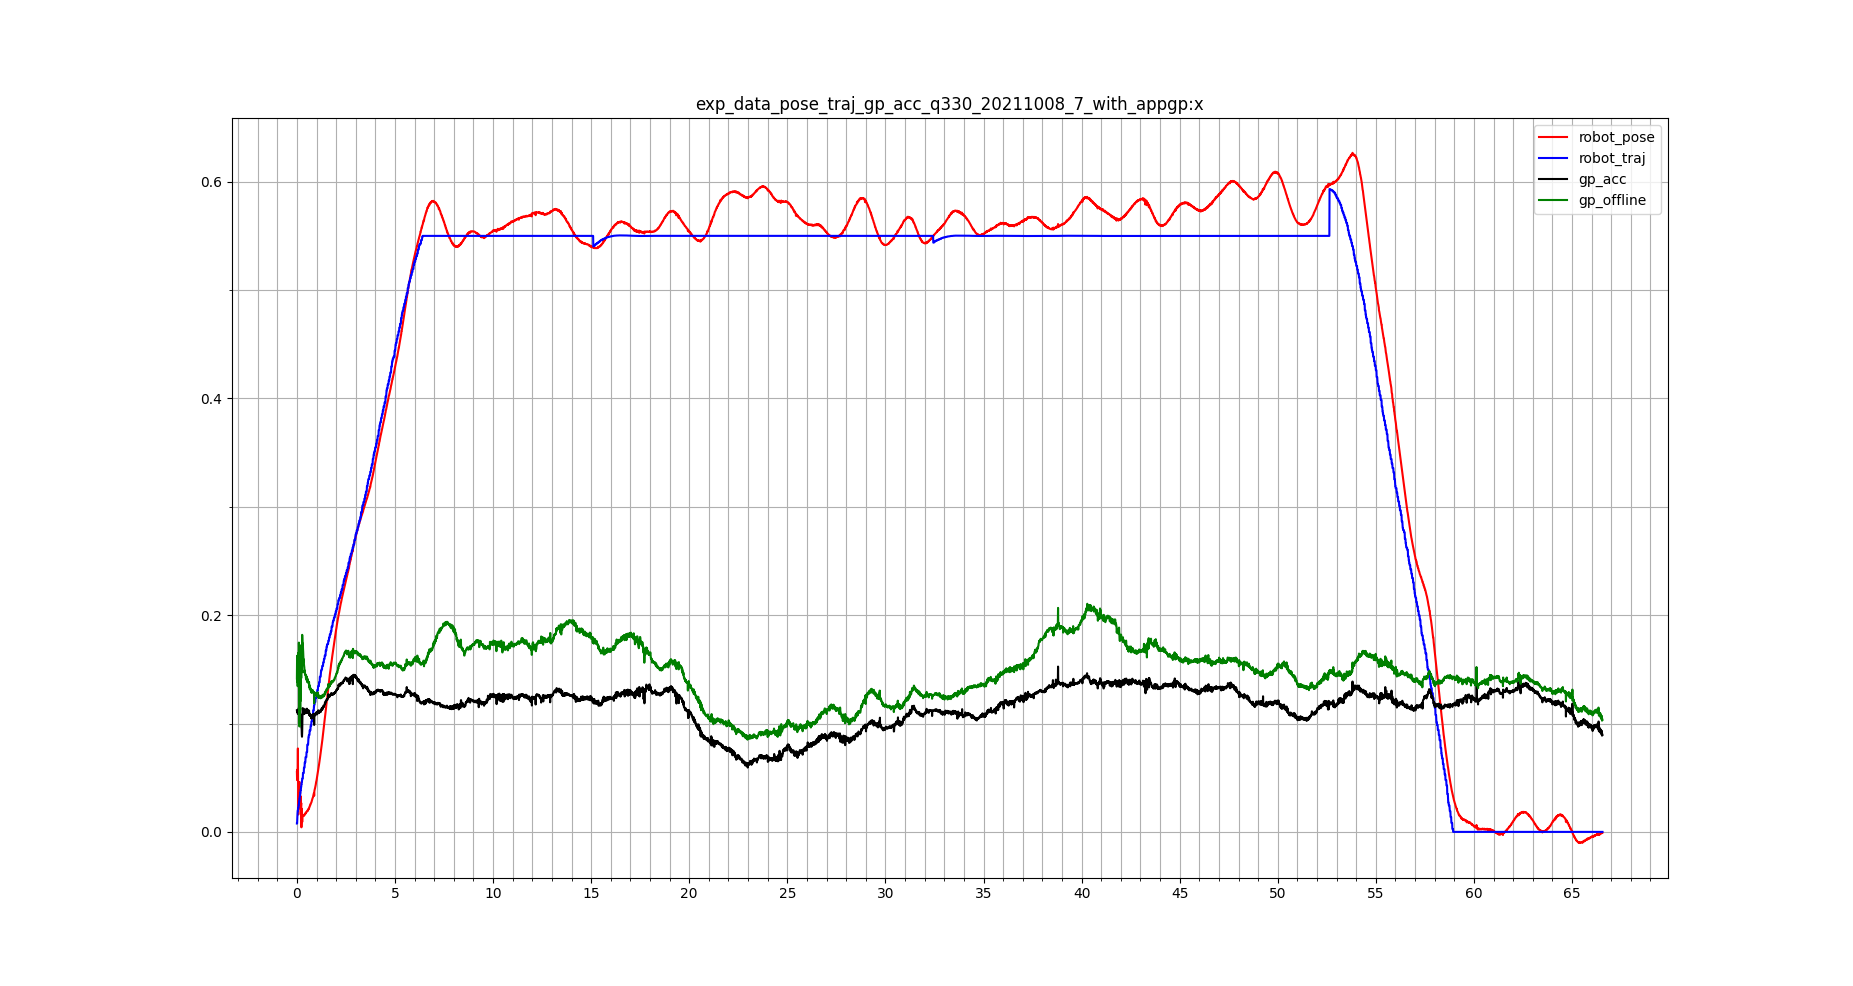 exp_data_pose_traj_gp_acc_q330_20211008_7_with_appgp:x
robot_pose
robot_traj
gp_acc
gp_offline
0.6
0.4
0.2
0.0
0 5 10 15 20 25 30 35 40 45 50 55 60 65